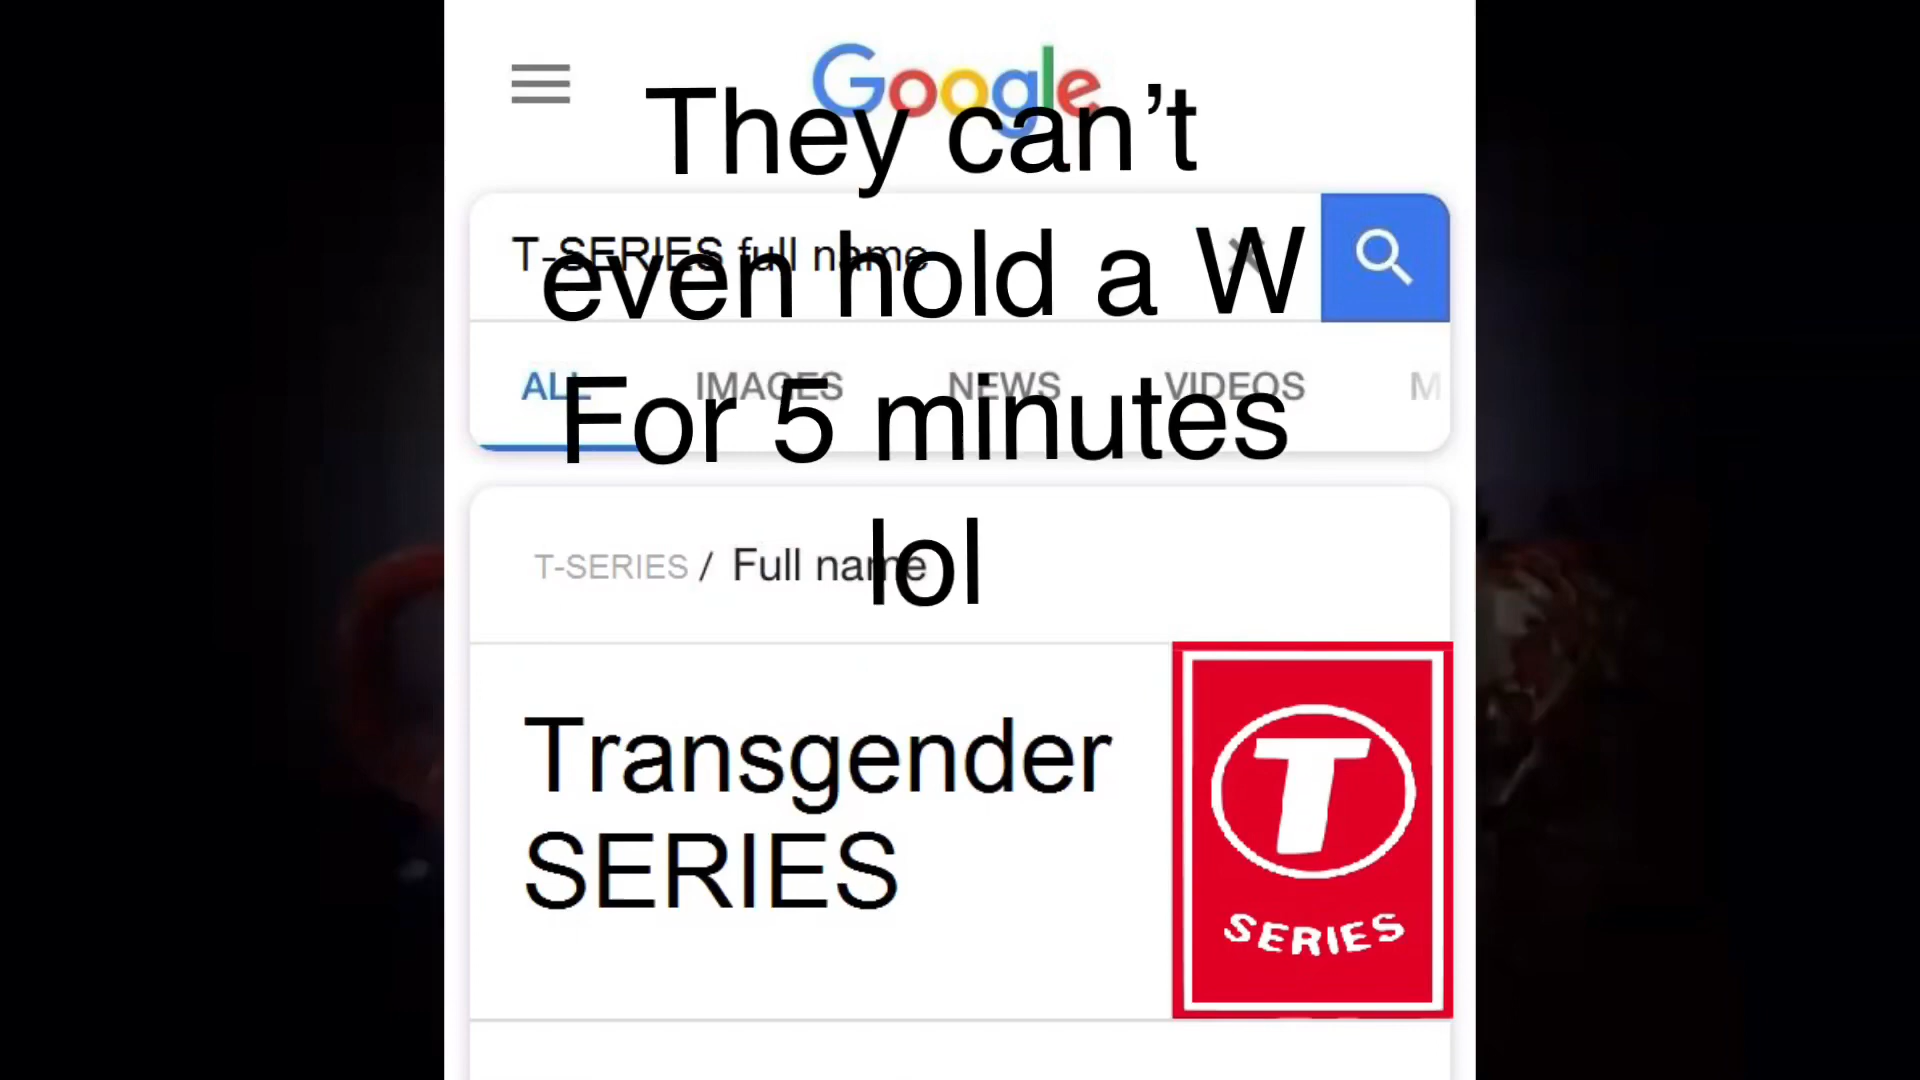 Google
They can’t
even hold a W
For 5 minutes
lol
T-SERIES full name
ALL IMAGES NEWS VIDEOS M
T-SERIES / Full name
Transgender
SERIES
T
SERIES